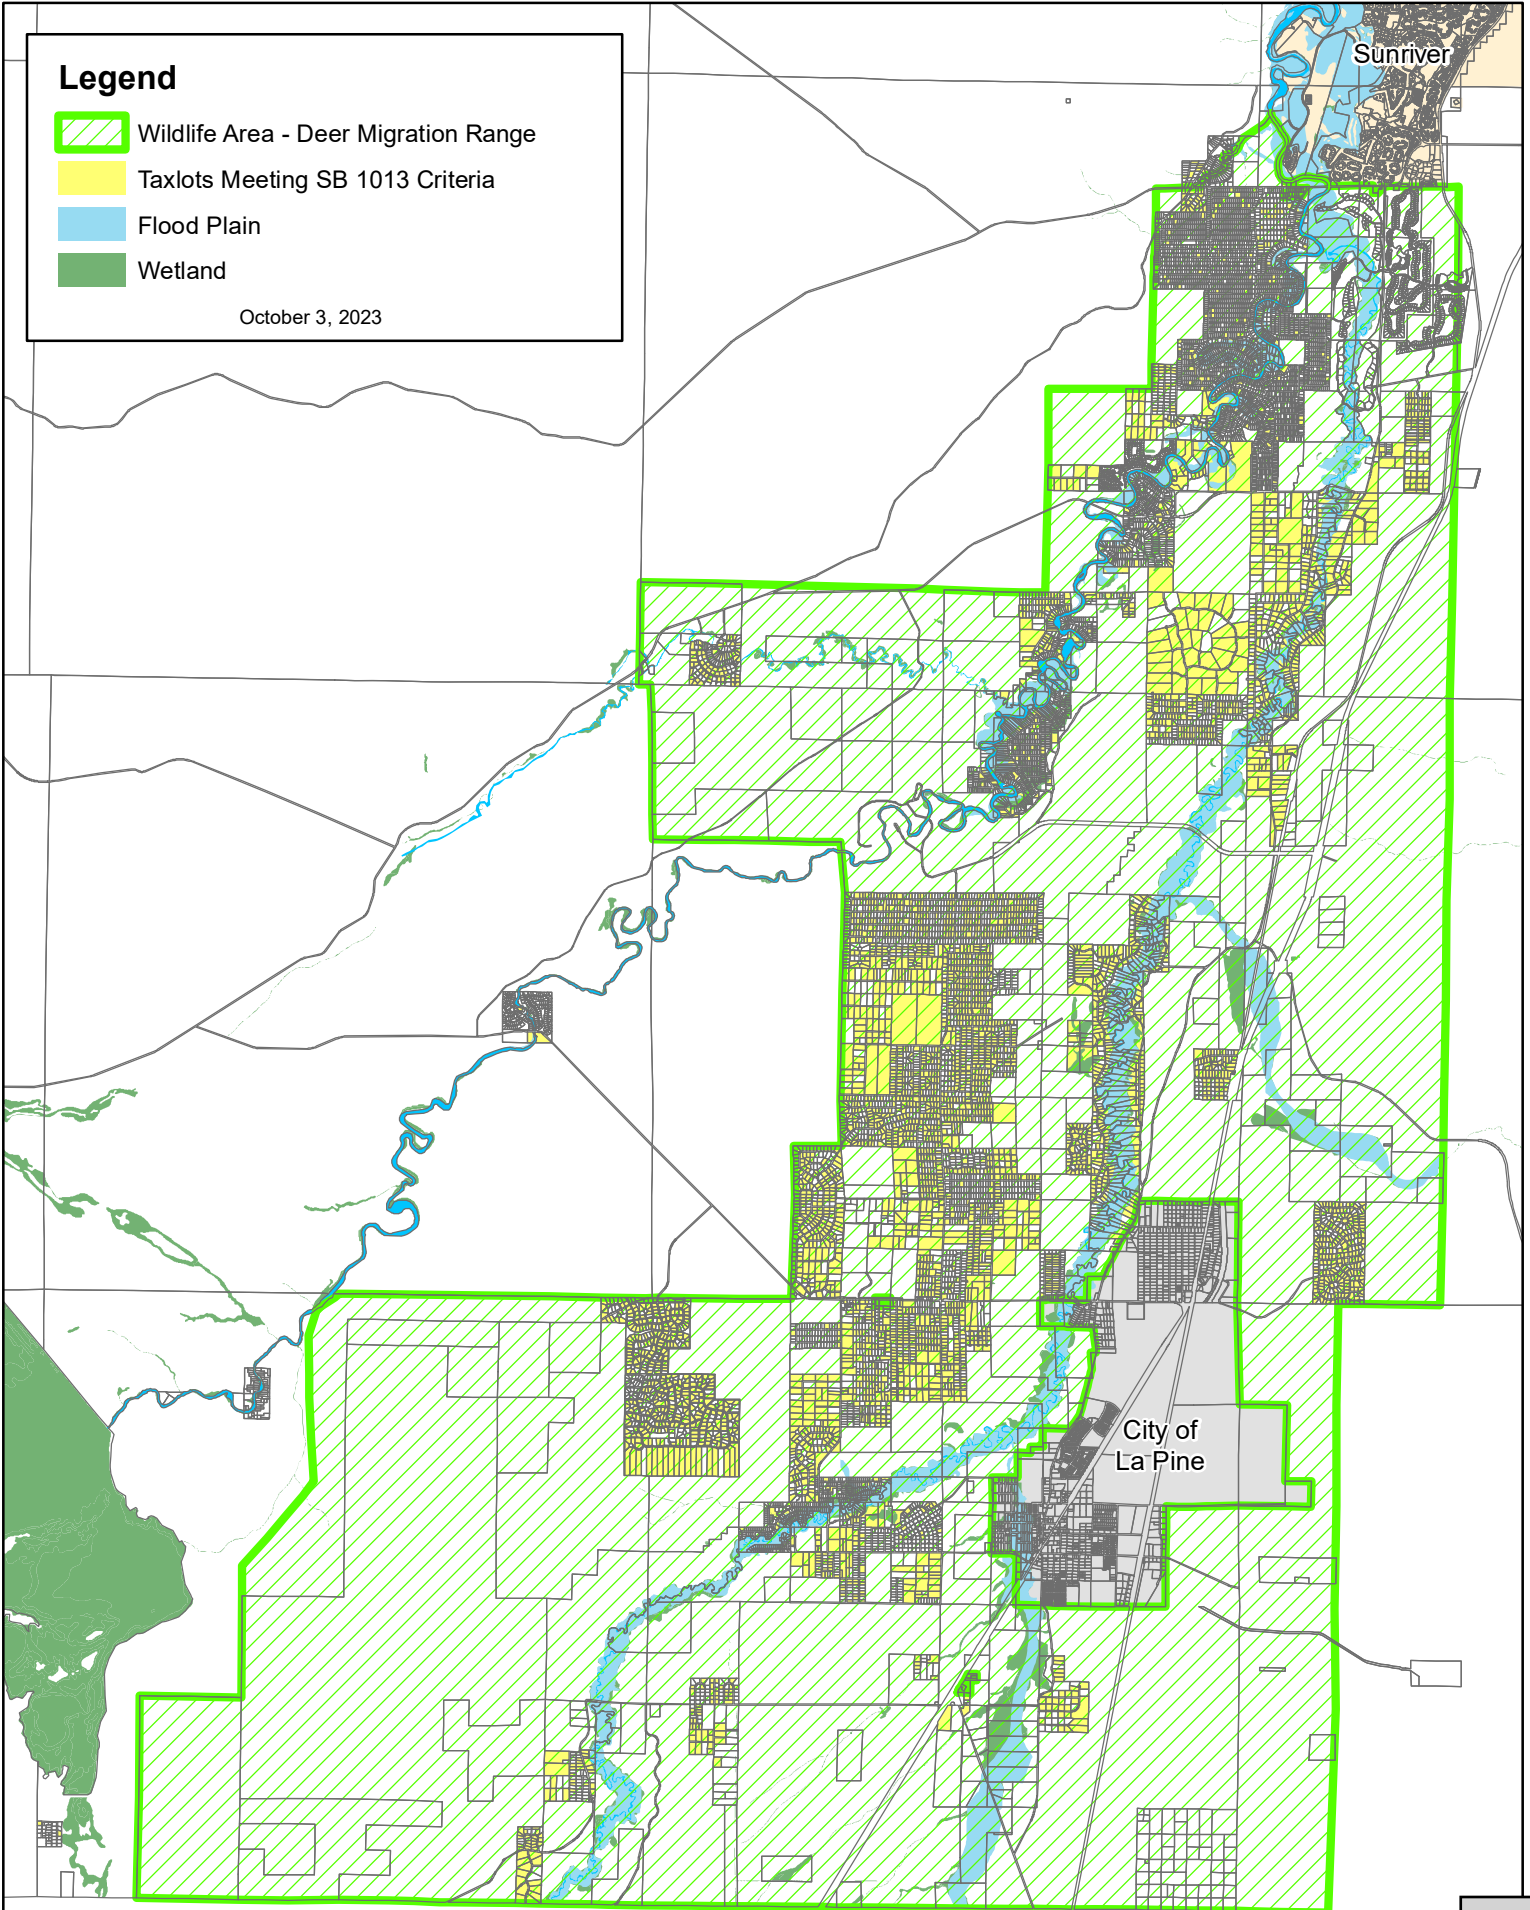 Legend
Wildlife Area - Deer Migration Range
Taxlots Meeting SB 1013 Criteria
Flood Plain
Wetland
October 3, 2023
Sunriver
City of
La Pine